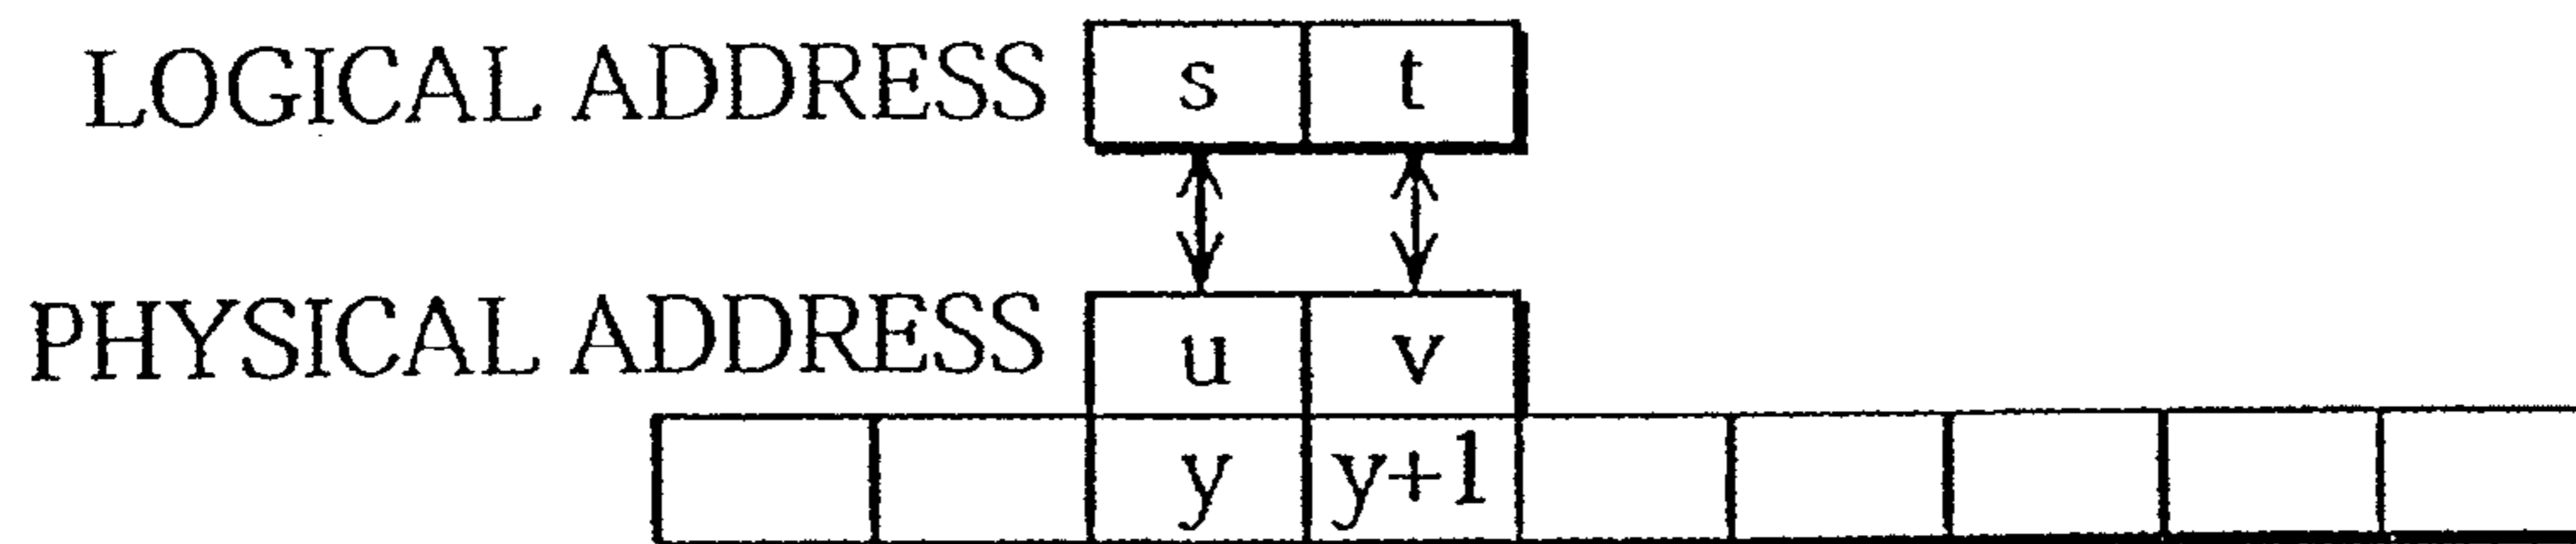 LOGICAL ADDRESS s t
PHYSICAL ADDRESS u v
y y+1